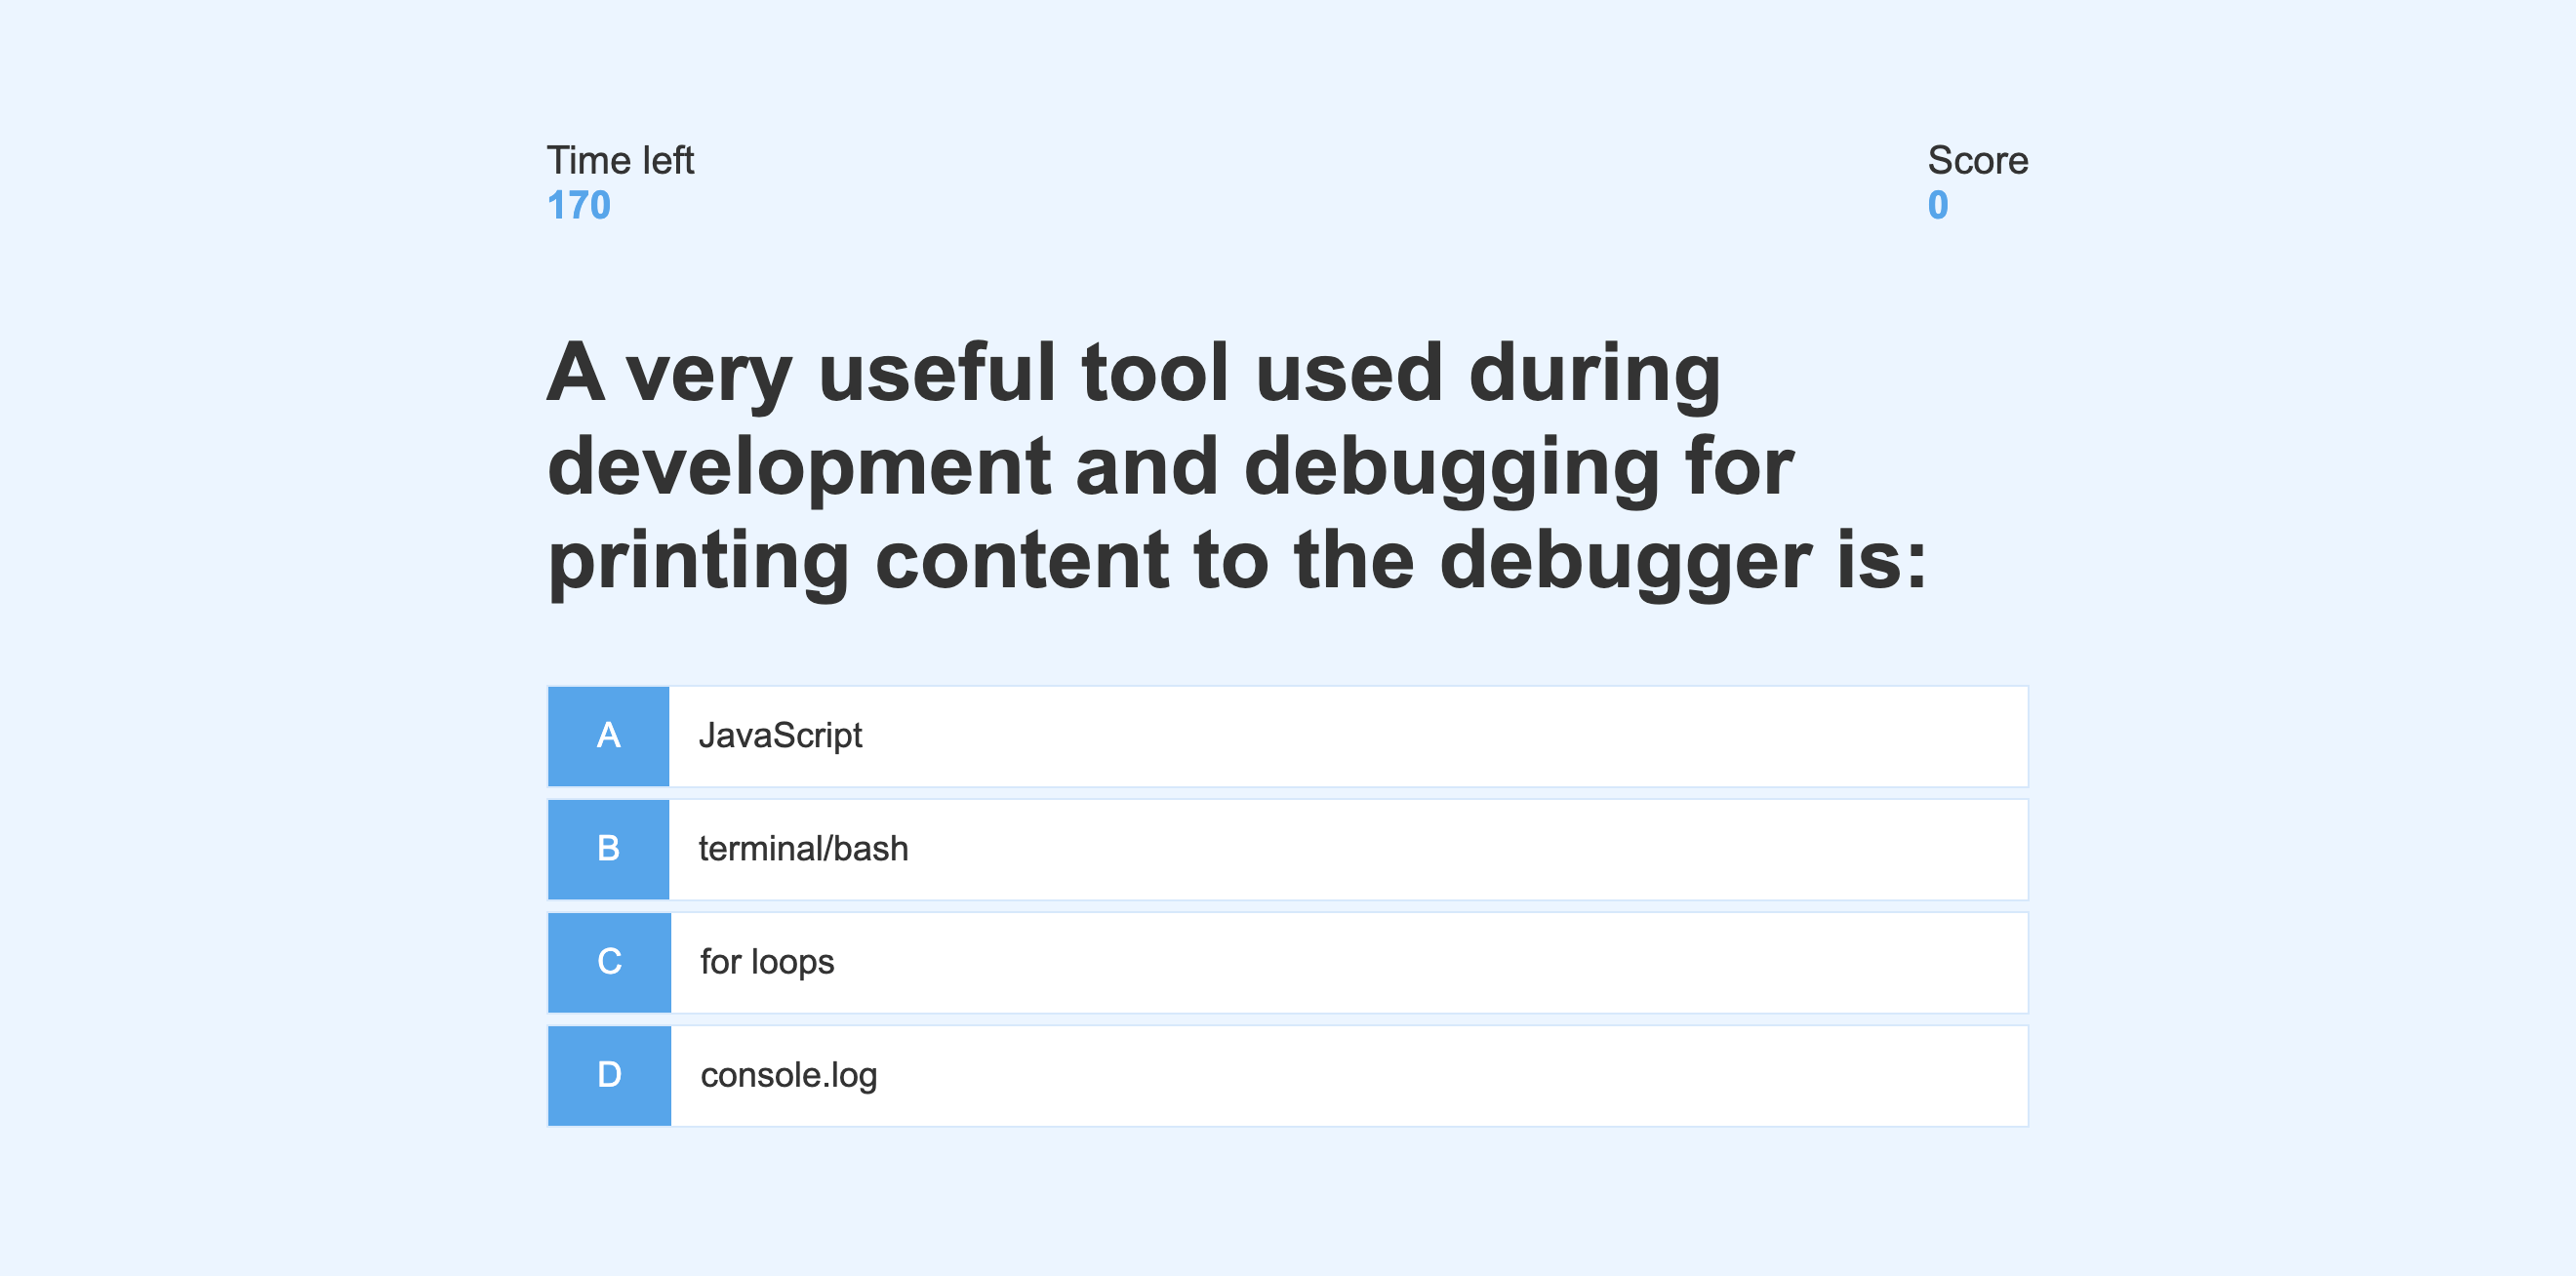 Time left
170
Score
0
A very useful tool used during
development and debugging for
printing content to the debugger is:
A JavaScript
B terminal/bash
C for loops
D console.log